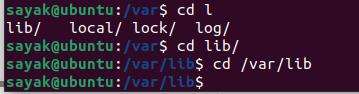 sayak@ubuntu:/var$ cd l
lib/   local/ lock/  log/
sayak@ubuntu:/var$ cd lib/
sayak@ubuntu:/var/lib$ cd /var/lib
sayak@ubuntu:/var/lib$